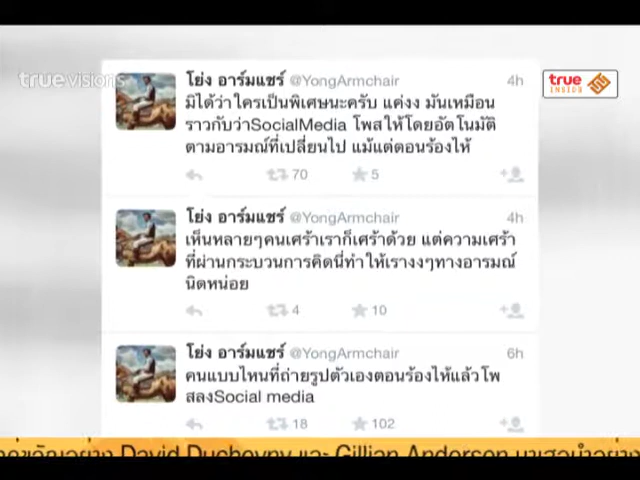 truevisions
true
INSIDE
โย่ง อาร์มแชร์ @YongArmchair 4h
มิได้ว่าใครเป็นพิเศษนะครับ แค่งง มันเหมือน
ราวกับว่าSocialMedia โพสให้โดยอัตโนมัติ
ตามอารมณ์ที่เปลี่ยนไป แม้แต่ตอนร้องไห้
70 5
โย่ง อาร์มแชร์ @YongArmchair 4h
เห็นหลายๆคนเศร้าเราก็เศร้าด้วย แต่ความเศร้า
ที่ผ่านกระบวนการคิดนี่ทำให้เรางงๆทางอารมณ์
นิดหน่อย
4 10
โย่ง อาร์มแชร์ @YongArmchair 6h
คนแบบไหนที่ถ่ายรูปตัวเองตอนร้องไห้แล้วโพ
สลงSocial media
18 102
David Duchovny และ Gillian Anderson